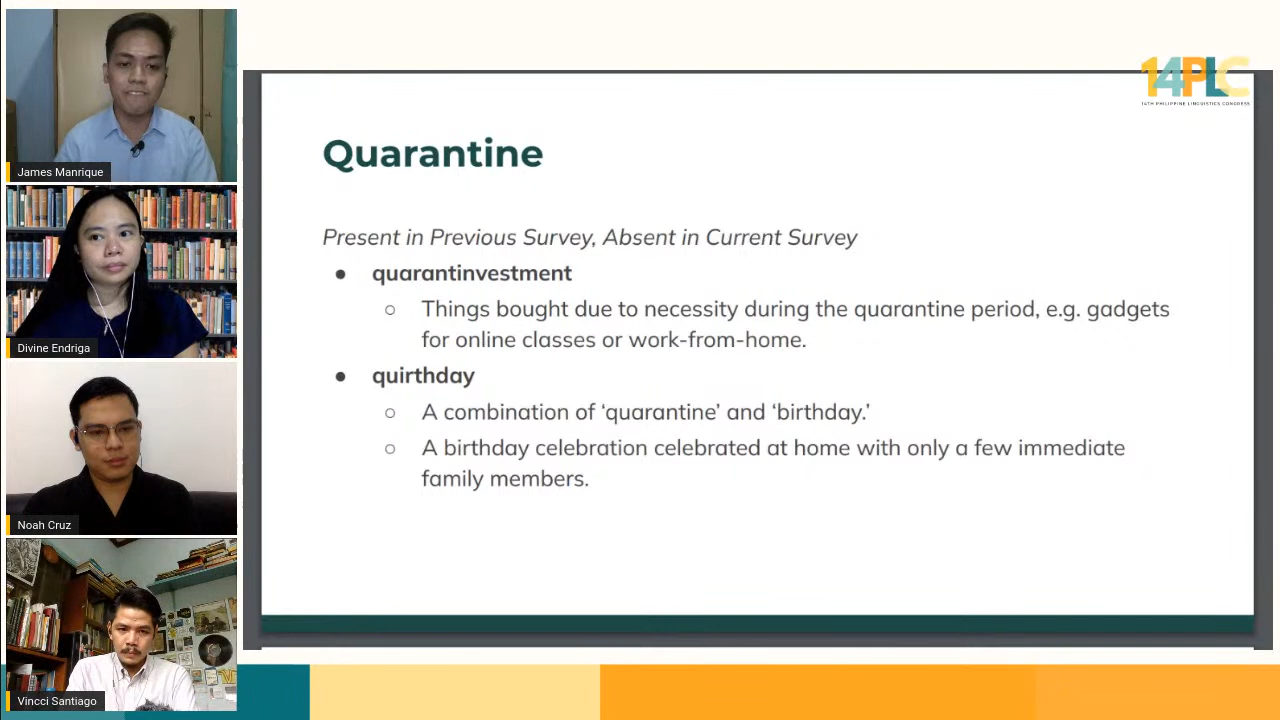 James Manrique
Divine Endriga
Noah Cruz
Vincci Santiago
14PLC
14TH PHILIPPINE LINGUISTICS CONGRESS
Quarantine
Present in Previous Survey, Absent in Current Survey
● quarantinvestment
○ Things bought due to necessity during the quarantine period, e.g. gadgets
for online classes or work-from-home.
● quirthday
○ A combination of ‘quarantine’ and ‘birthday.’
○ A birthday celebration celebrated at home with only a few immediate
family members.